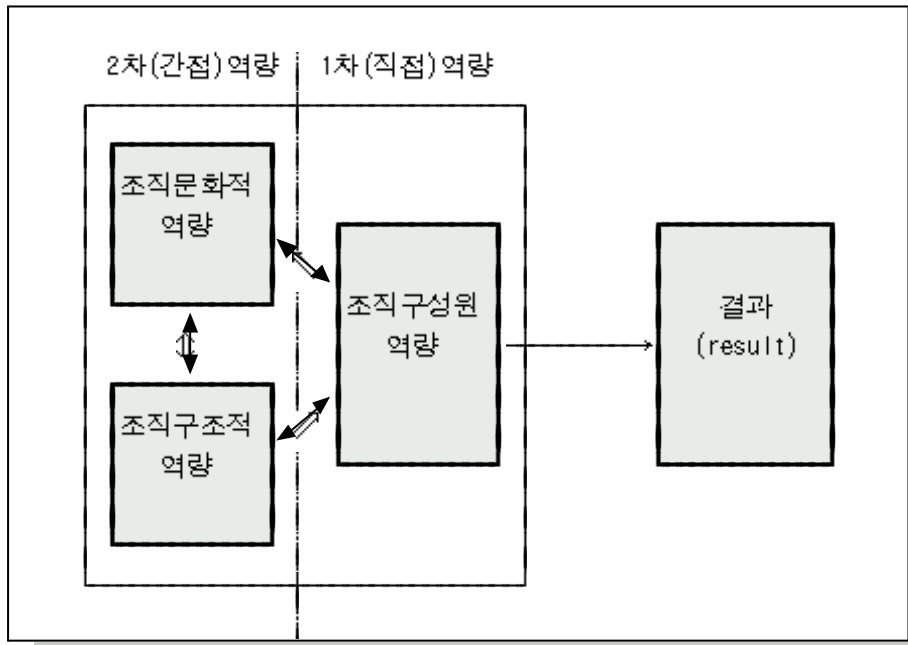 2차(간접)역량
1차(직접)역량
조직문화적
역량
조직구조적
역량
조직구성원
역량
결과
(result)